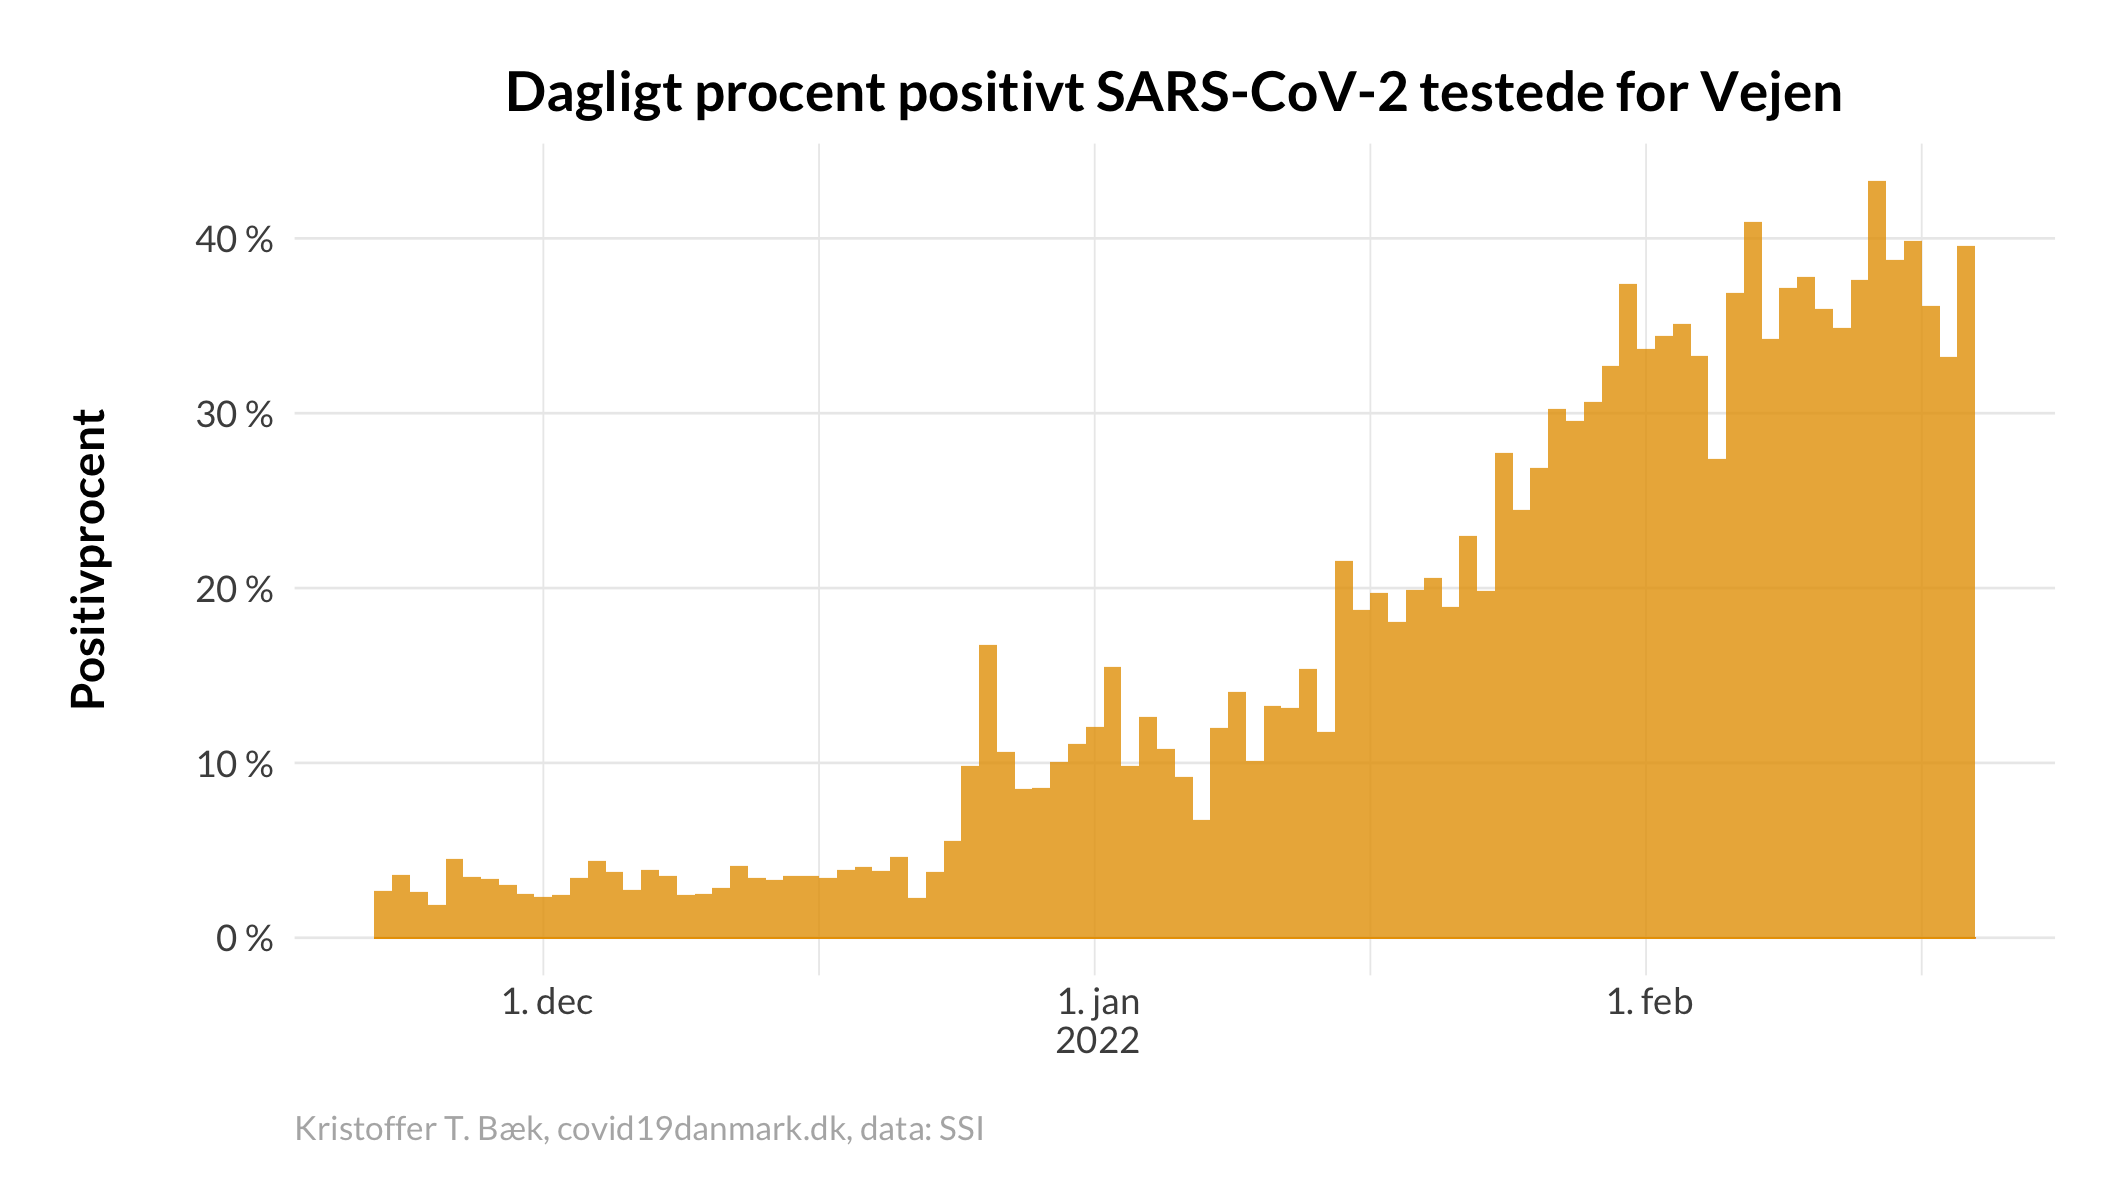 Dagligt procent positivt SARS-CoV-2 testede for Vejen
Positivprocent
40 %
30 %
20 %
10 %
0 %
1. dec
1. jan
2022
1. feb
Kristoffer T. Bæk, covid19danmark.dk, data: SSI